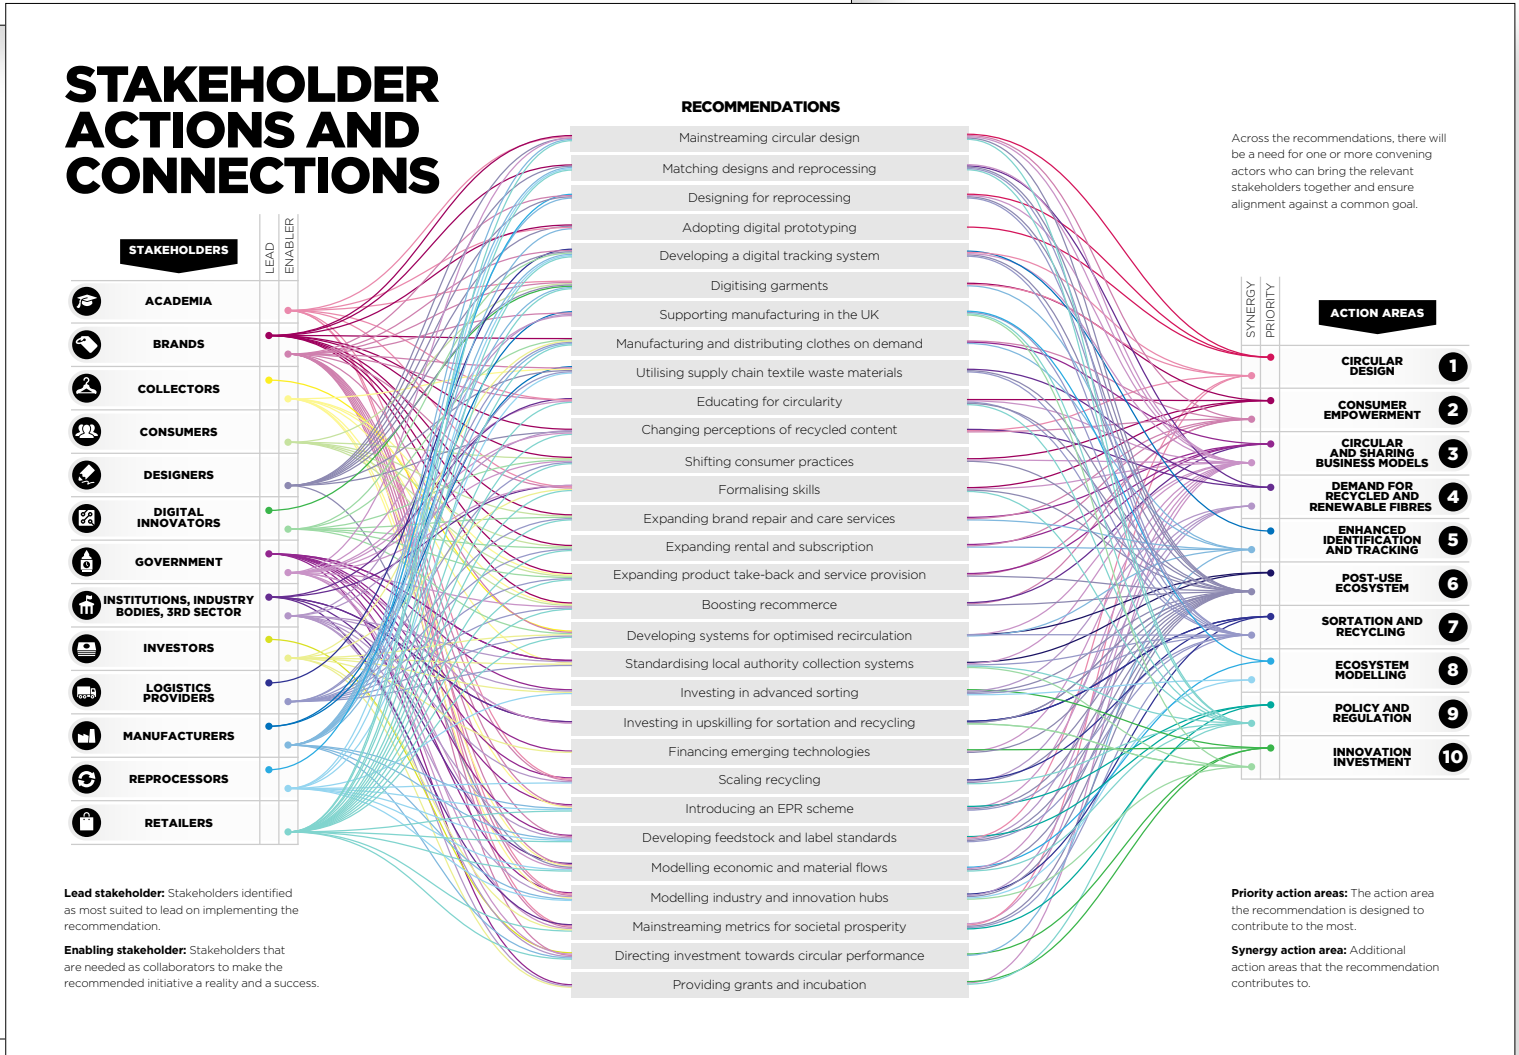 STAKEHOLDER
ACTIONS AND
CONNECTIONS
RECOMMENDATIONS
Mainstreaming circular design
Matching designs and reprocessing
Designing for reprocessing
Adopting digital prototyping
Developing a digital tracking system
Digitising garments
Supporting manufacturing in the UK
Manufacturing and distributing clothes on demand
Utilising supply chain textile waste materials
Educating for circularity
Changing perceptions of recycled content
Shifting consumer practices
Formalising skills
Expanding brand repair and care services
Expanding rental and subscription
Expanding product take-back and service provision
Boosting recommerce
Developing systems for optimised recirculation
Standardising local authority collection systems
Investing in advanced sorting
Investing in upskilling for sortation and recycling
Financing emerging technologies
Scaling recycling
Introducing an EPR scheme
Developing feedstock and label standards
Modelling economic and material flows
Modelling industry and innovation hubs
Mainstreaming metrics for societal prosperity
Directing investment towards circular performance
Providing grants and incubation
STAKEHOLDERS
LEAD
ENABLER
ACADEMIA
BRANDS
COLLECTORS
CONSUMERS
DESIGNERS
DIGITAL
INNOVATORS
GOVERNMENT
INSTITUTIONS, INDUSTRY
BODIES, 3RD SECTOR
INVESTORS
LOGISTICS
PROVIDERS
MANUFACTURERS
REPROCESSORS
RETAILERS
Lead stakeholder: Stakeholders identified
as most suited to lead on implementing the
recommendation.
Enabling stakeholder: Stakeholders that
are needed as collaborators to make the
recommended initiative a reality and a success.
Across the recommendations, there will
be a need for one or more convening
actors who can bring the relevant
stakeholders together and ensure
alignment against a common goal.
SYNERGY
PRIORITY
ACTION AREAS
CIRCULAR
DESIGN
1
CONSUMER
EMPOWERMENT
2
CIRCULAR
AND SHARING
BUSINESS MODELS
3
DEMAND FOR
RECYCLED AND
RENEWABLE FIBRES
4
ENHANCED
IDENTIFICATION
AND TRACKING
5
POST-USE
ECOSYSTEM
6
SORTATION AND
RECYCLING
7
ECOSYSTEM
MODELLING
8
POLICY AND
REGULATION
9
INNOVATION
INVESTMENT
10
Priority action areas: The action area
the recommendation is designed to
contribute to the most.
Synergy action area: Additional
action areas that the recommendation
contributes to.